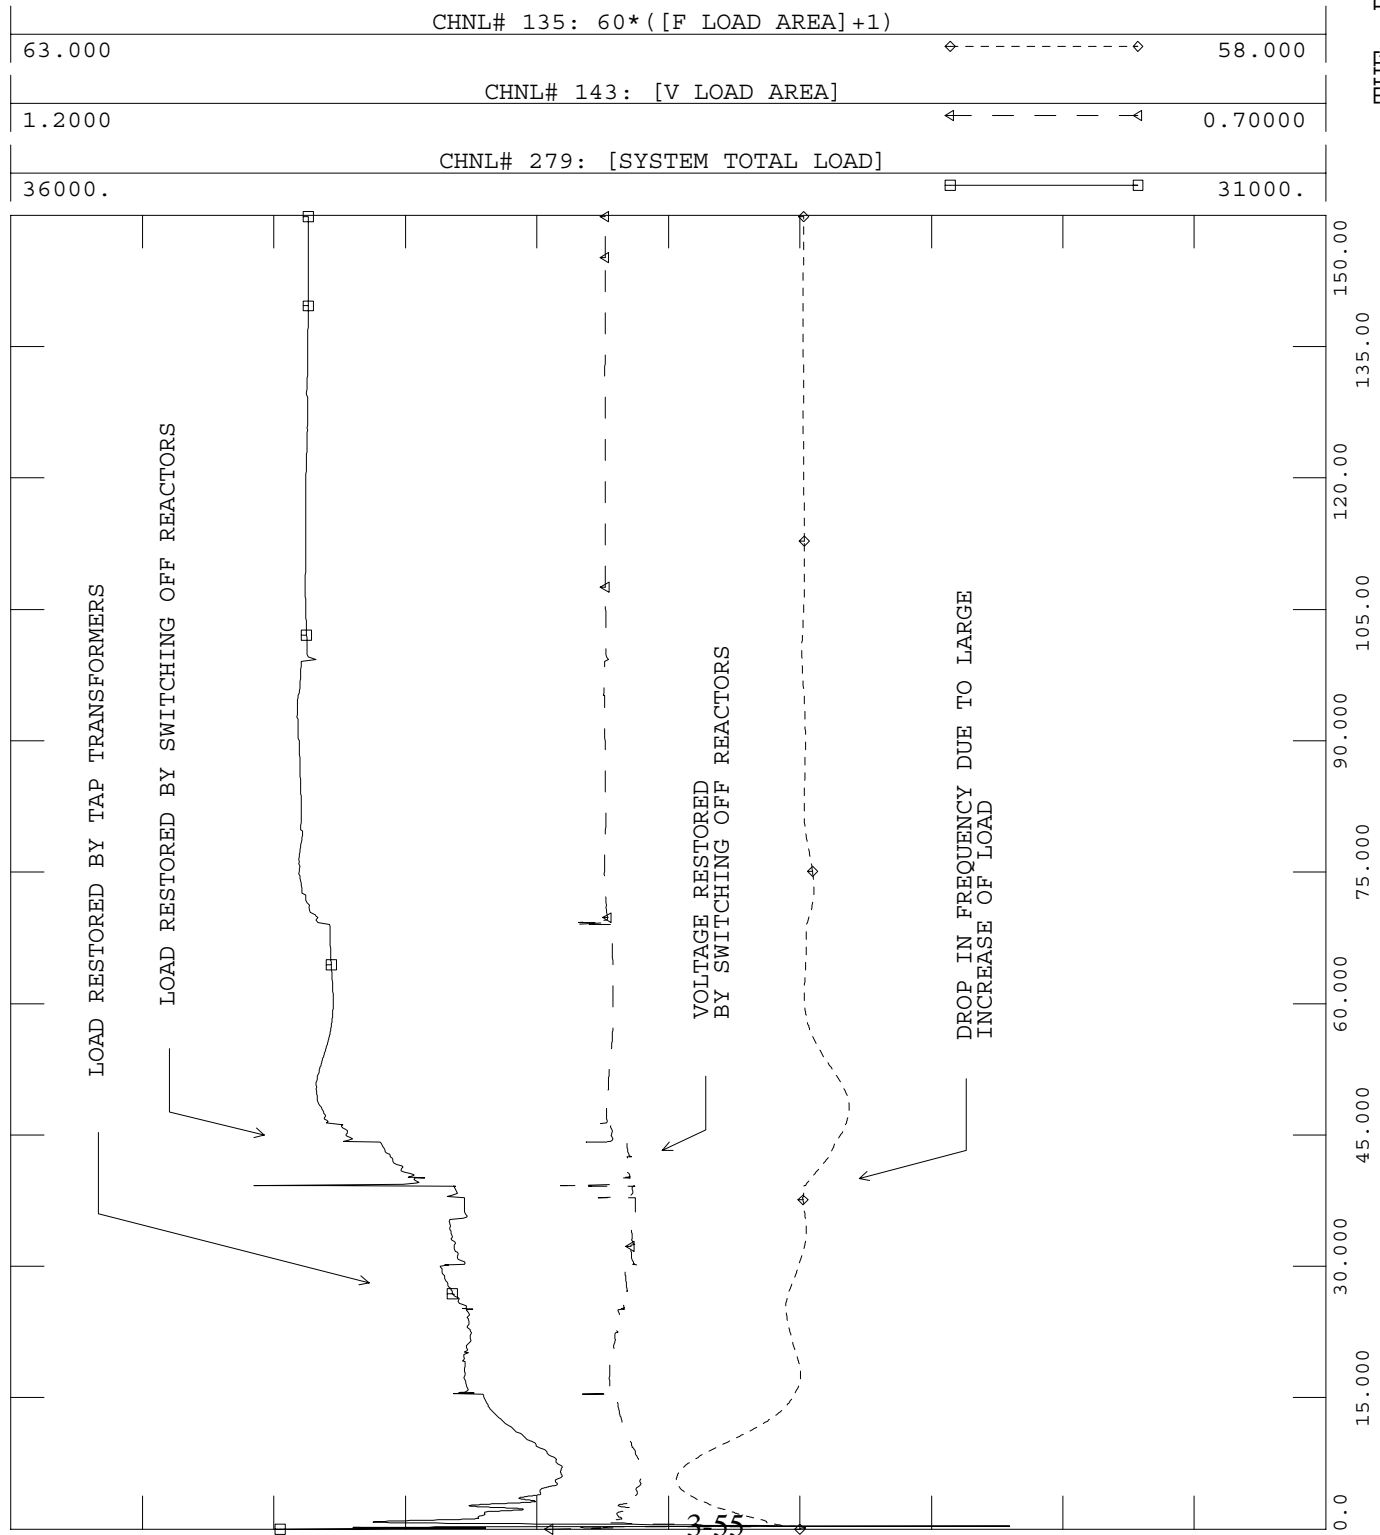 CHNL# 135: 60*([F LOAD AREA]+1)
63.000 58.000
CHNL# 143: [V LOAD AREA]
1.2000 0.70000
CHNL# 279: [SYSTEM TOTAL LOAD]
36000. 31000.
LOAD RESTORED BY TAP TRANSFORMERS
LOAD RESTORED BY SWITCHING OFF REACTORS
VOLTAGE RESTORED
BY SWITCHING OFF REACTORS
DROP IN FREQUENCY DUE TO LARGE
INCREASE OF LOAD
150.00
135.00
120.00
105.00
90.000
75.000
60.000
45.000
30.000
15.000
0.0
3-55